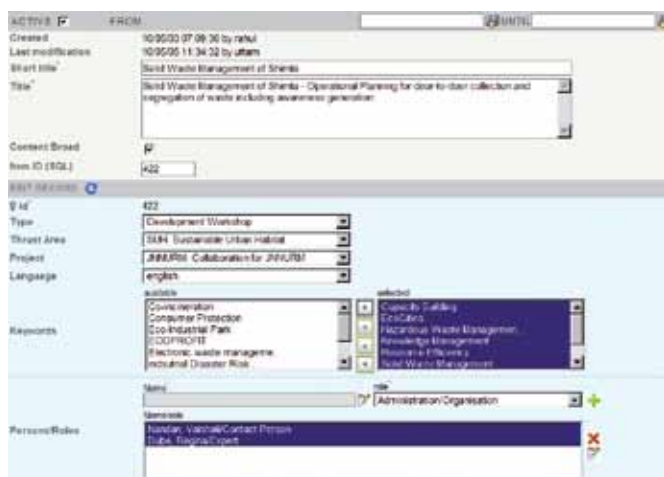 ACTIVE FROM UNTIL
Created 10/05/03 07:09:30 by rahul
Last modification 10/05/05 11:34:32 by uttam
Short title* Solid Waste Management of Shimla
Title* Solid Waste Management of Shimla - Operational Planning for door-to-door collection and
segregation of waste including awareness generation
Content Broad
Item ID (SQL) 422
EDIT RECORD
id* 422
Type Development Workshop
Thrust Area SUH Sustainable Urban Habitat
Project JNNURM Collaboration for JNNURM
Language english
available selected
Keywords
Co-incineration
Consumer Protection
Eco Industrial Park
ECOPROFIT
Electronic waste manageme.
Industrial Disaster Risk
Capacity Building
EcoCities
Hazardous Waste Managemen.
Knowledge Management
Resource Efficiency
Solid Waste Management
Name role*
Administration/Organisation
Name/role
Persons/Roles
Nandan, Vaishali/Contact Person
Dube, Regina/Expert